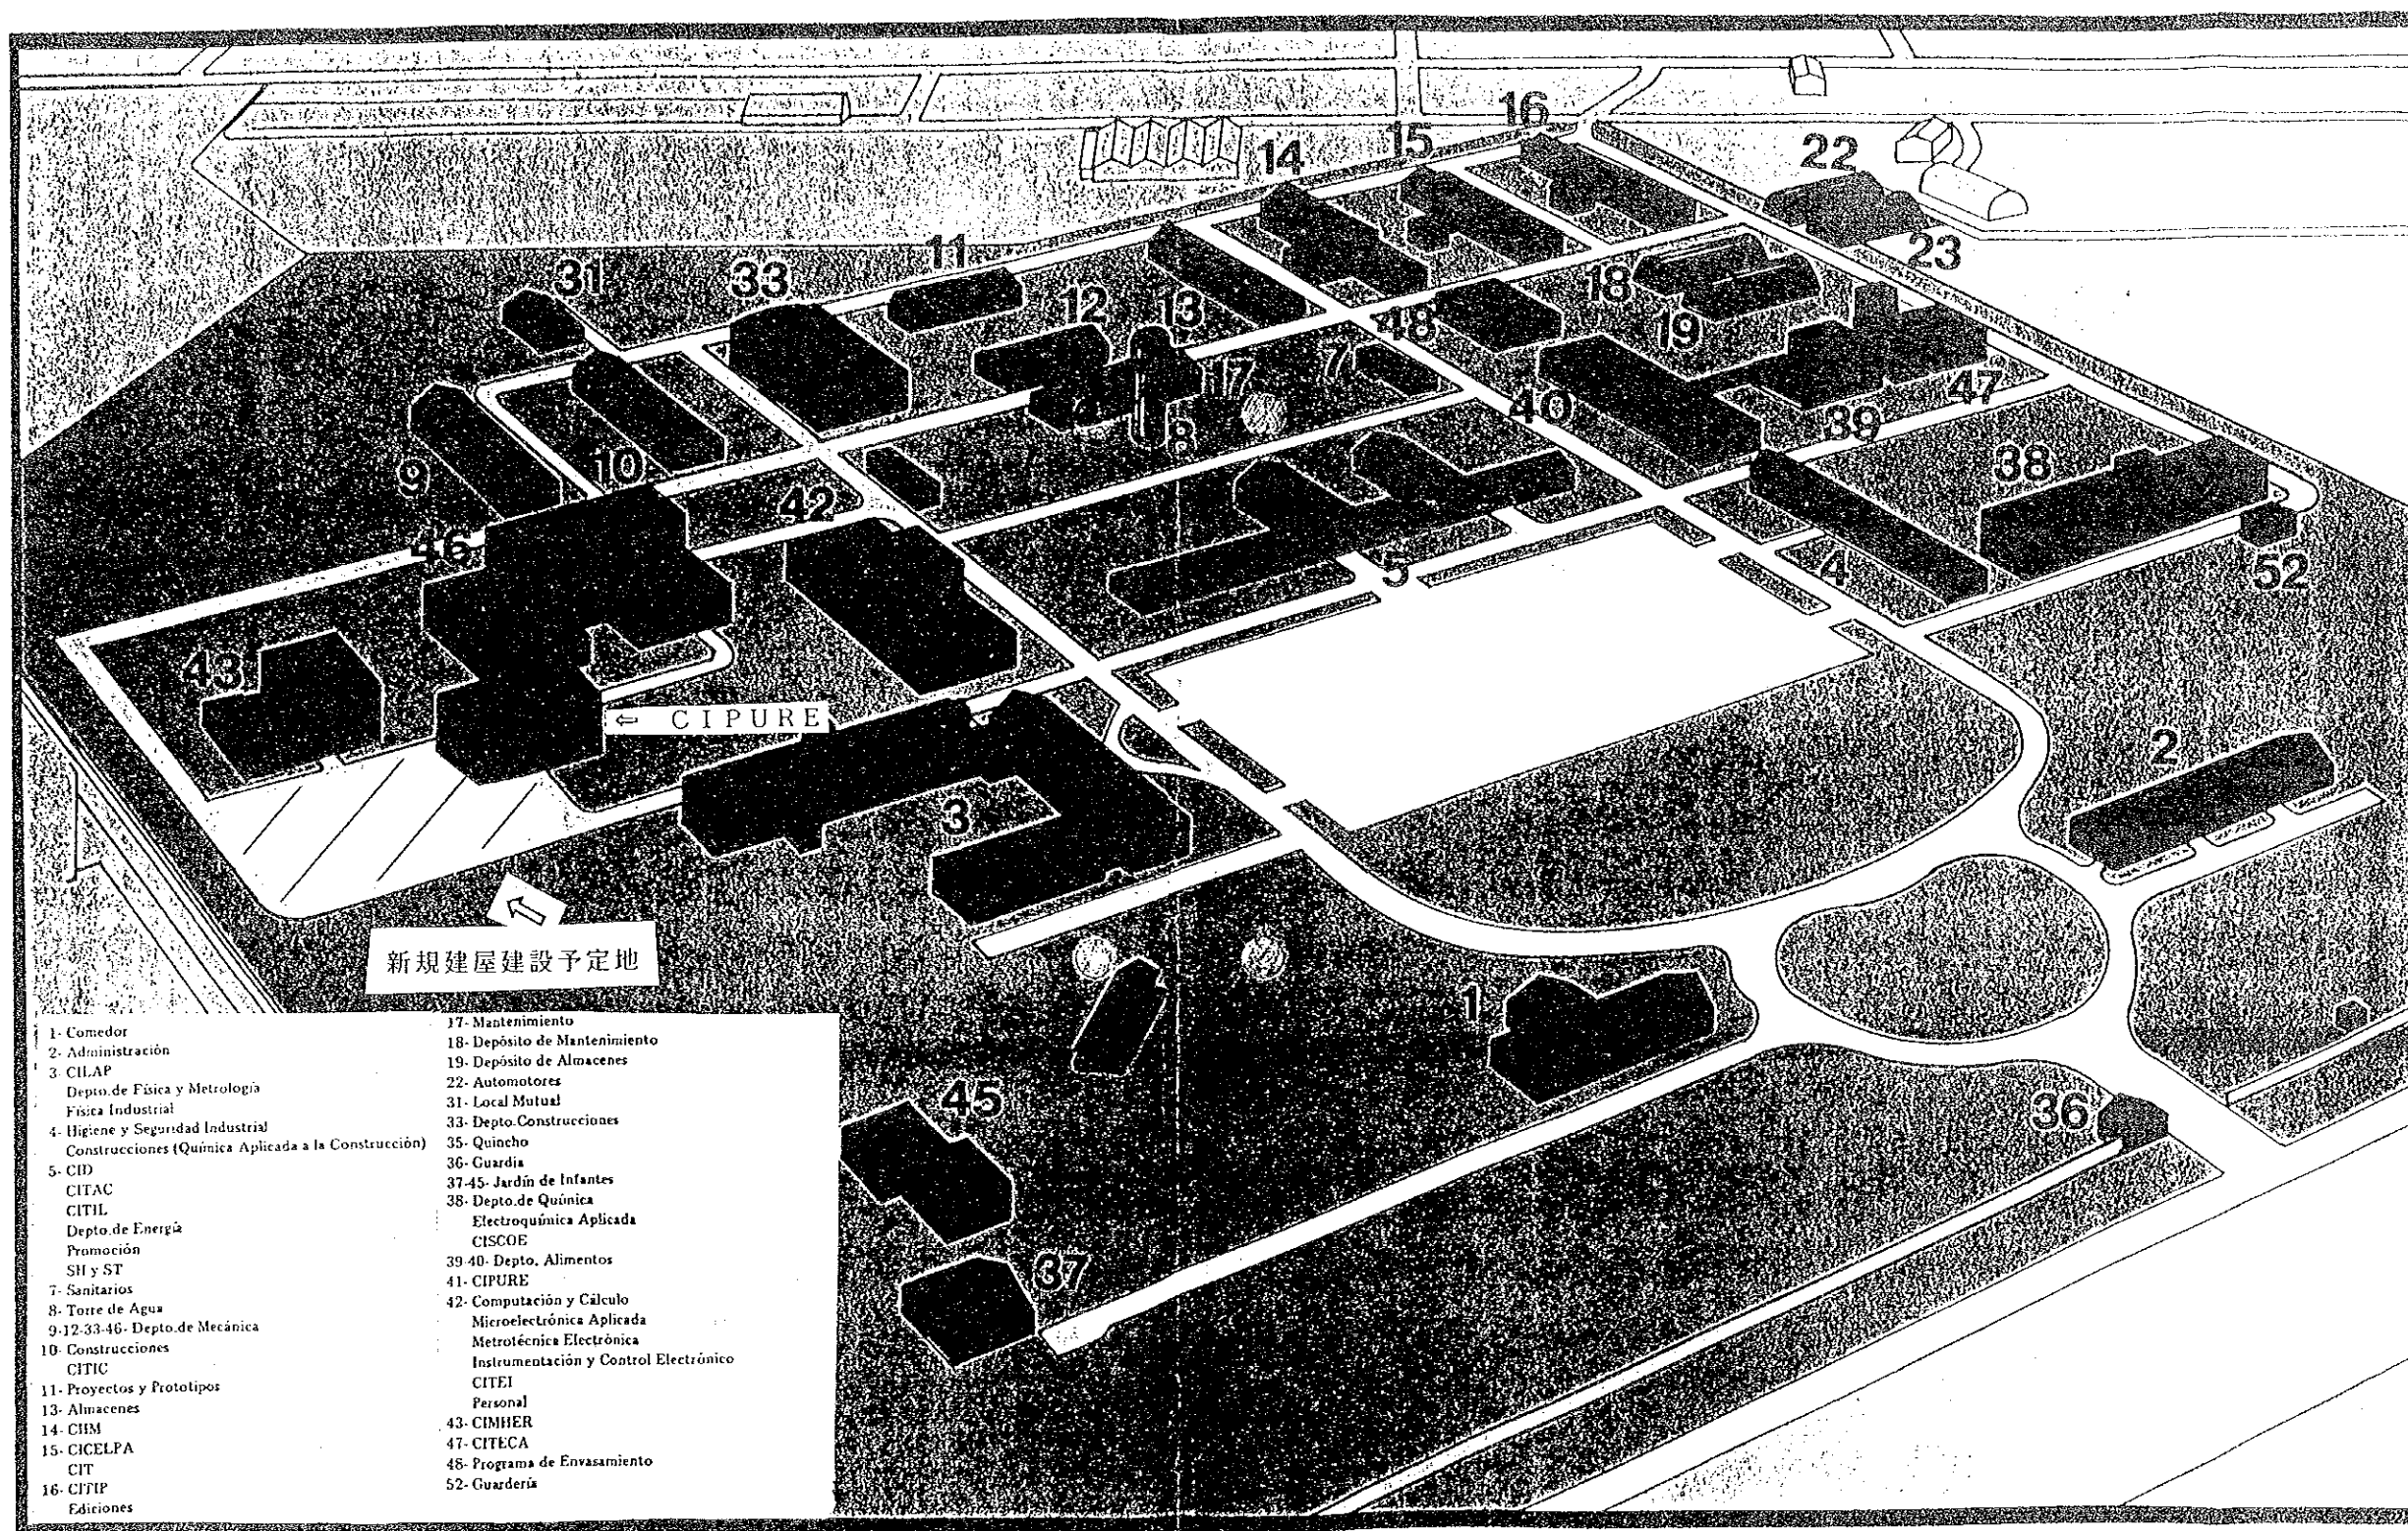 16
15
14
22
23
11
31
33
12
13
18
19
48
17
7
47
40
39
8
9
10
38
42
46
5
4
52
43
⇦ CIPURE
2
3
新規建屋建設予定地
1
45
36
37
1- Comedor
2- Administración
3- CILAP
Depto.de Física y Metrología
Física Industrial
4- Higiene y Seguridad Industrial
Construcciones (Química Aplicada a la Construcción)
5- CID
CITAC
CITIL
Depto.de Energía
Promoción
SH y ST
7- Sanitarios
8- Torre de Agua
9-12-33-46- Depto.de Mecánica
10- Construcciones
CITIC
11- Proyectos y Prototipos
13- Almacenes
14- CIIM
15- CICELPA
CIT
16- CITIP
Ediciones
17- Mantenimiento
18- Depósito de Mantenimiento
19- Depósito de Almacenes
22- Automotores
31- Local Mutual
33- Depto.Construcciones
35- Quincho
36- Guardia
37-45- Jardín de Infantes
38- Depto.de Química
Electroquímica Aplicada
CISCOE
39-40- Depto. Alimentos
41- CIPURE
42- Computación y Cálculo
Microelectrónica Aplicada
Metrotécnica Electrónica
Instrumentación y Control Electrónico
CITEI
Personal
43- CIMHER
47- CITECA
48- Programa de Envasamiento
52- Guardería